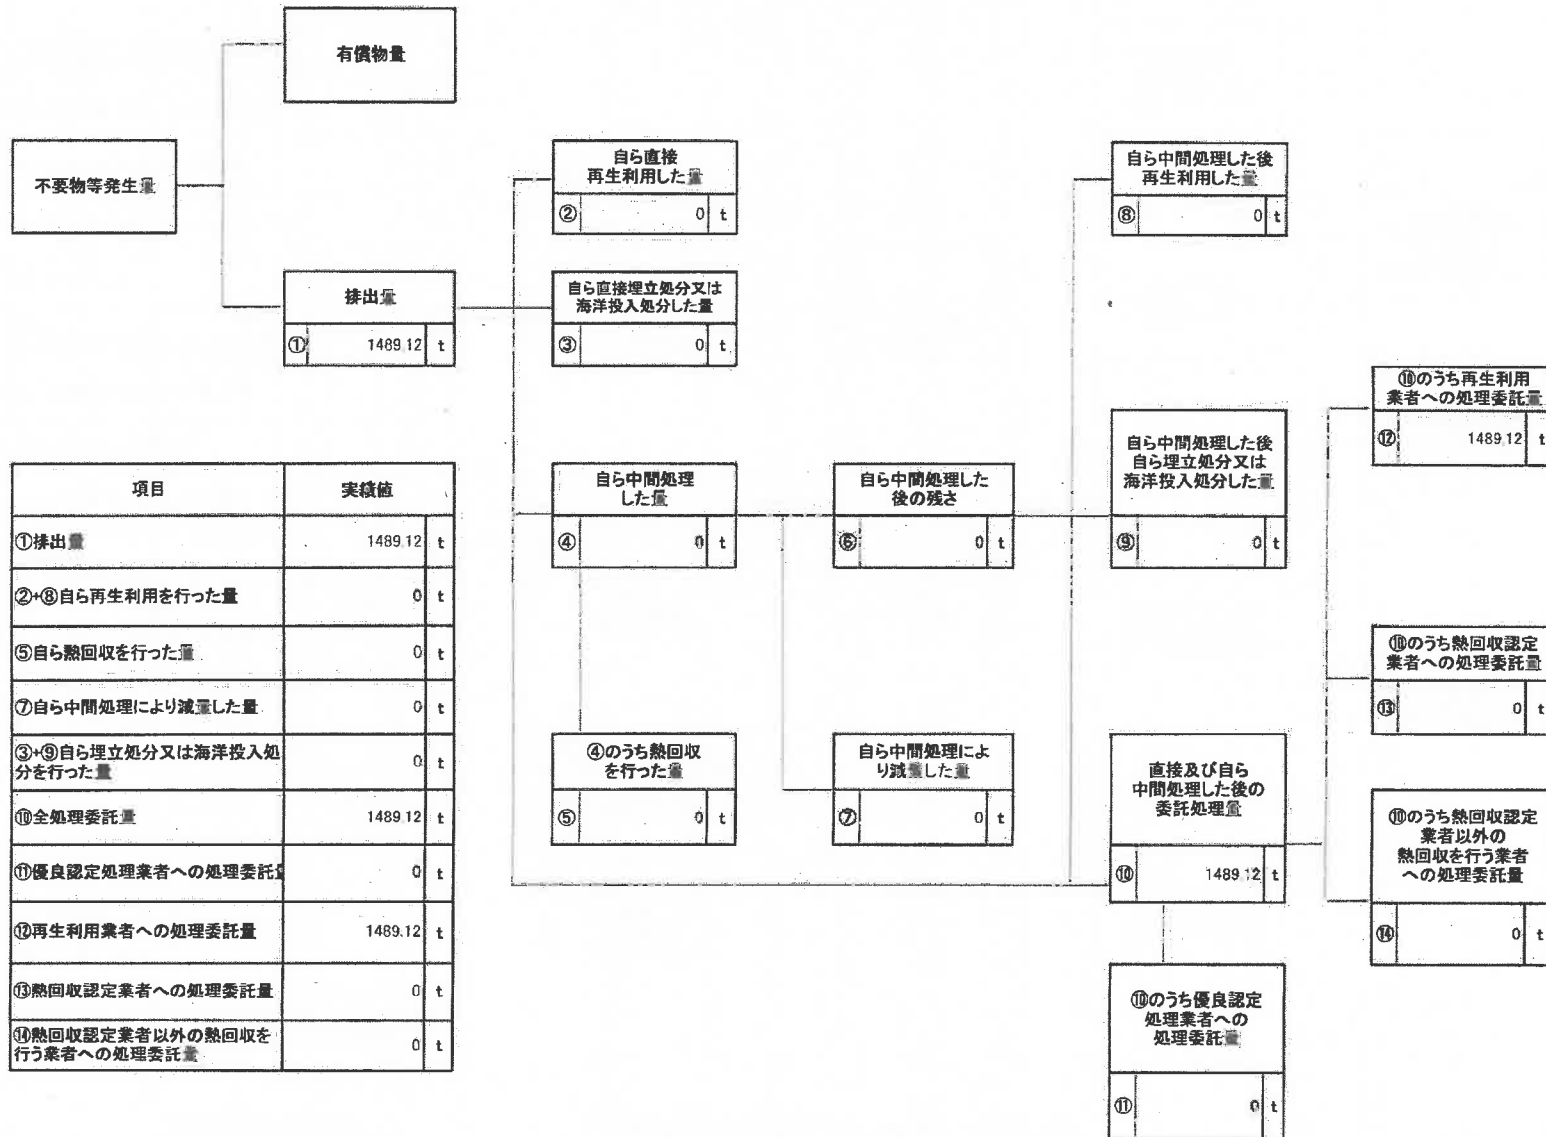 有償物量
不要物等発生量
排出量
① 1489.12 t
自ら直接
再生利用した量
② 0 t
自ら直接埋立処分又は
海洋投入処分した量
③ 0 t
自ら中間処理
した量
④ 0 t
④のうち熱回収
を行った量
⑤ 0 t
自ら中間処理した
後の残さ
⑥ 0 t
自ら中間処理によ
り減量した量
⑦ 0 t
自ら中間処理した後
再生利用した量
⑧ 0 t
自ら中間処理した後
自ら埋立処分又は
海洋投入処分した量
⑨ 0 t
直接及び自ら
中間処理した後の
委託処理量
⑩ 1489.12 t
⑩のうち優良認定
処理業者への
処理委託量
⑪ 0 t
⑩のうち再生利用
業者への処理委託量
⑫ 1489.12 t
⑩のうち熱回収認定
業者への処理委託量
⑬ 0 t
⑩のうち熱回収認定
業者以外の
熱回収を行う業者
への処理委託量
⑭ 0 t
項目 実績値
①排出量 1489.12 t
②+⑧自ら再生利用を行った量 0 t
⑤自ら熱回収を行った量 0 t
⑦自ら中間処理により減量した量 0 t
③+⑨自ら埋立処分又は海洋投入処
分を行った量 0 t
⑩全処理委託量 1489.12 t
⑪優良認定処理業者への処理委託量 0 t
⑫再生利用業者への処理委託量 1489.12 t
⑬熱回収認定業者への処理委託量 0 t
⑭熱回収認定業者以外の熱回収を
行う業者への処理委託量 0 t